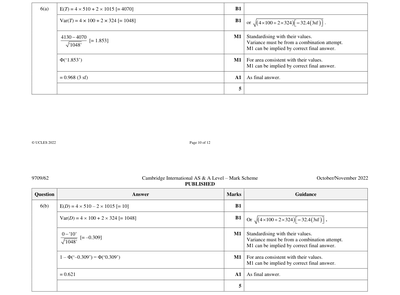 6(a) E(T) = 4 × 510 + 2 × 1015 [= 4070] B1
Var(T) = 4 × 100 + 2 × 324 [= 1048] B1 or √(4×100+2×324) (=32.4(3sf)).
4130 − 4070 / √'1048' [= 1.853] M1 Standardising with their values.
Variance must be from a combination attempt.
M1 can be implied by correct final answer.
Φ('1.853') M1 For area consistent with their values.
M1 can be implied by correct final answer.
= 0.968 (3 sf) A1 As final answer.
5
© UCLES 2022 Page 10 of 12
9709/62 Cambridge International AS & A Level – Mark Scheme October/November 2022
PUBLISHED
Question Answer Marks Guidance
6(b) E(D) = 4 × 510 – 2 × 1015 [= 10] B1
Var(D) = 4 × 100 + 2 × 324 [= 1048] B1 Or √(4×100+2×324) (=32.4(3sf)).
0 − '10' / √'1048' [= –0.309] M1 Standardising with their values.
Variance must be from a combination attempt.
M1 can be implied by correct final answer.
1 – Φ('–0.309') = Φ('0.309') M1 For area consistent with their values.
M1 can be implied by correct final answer.
= 0.621 A1 As final answer.
5